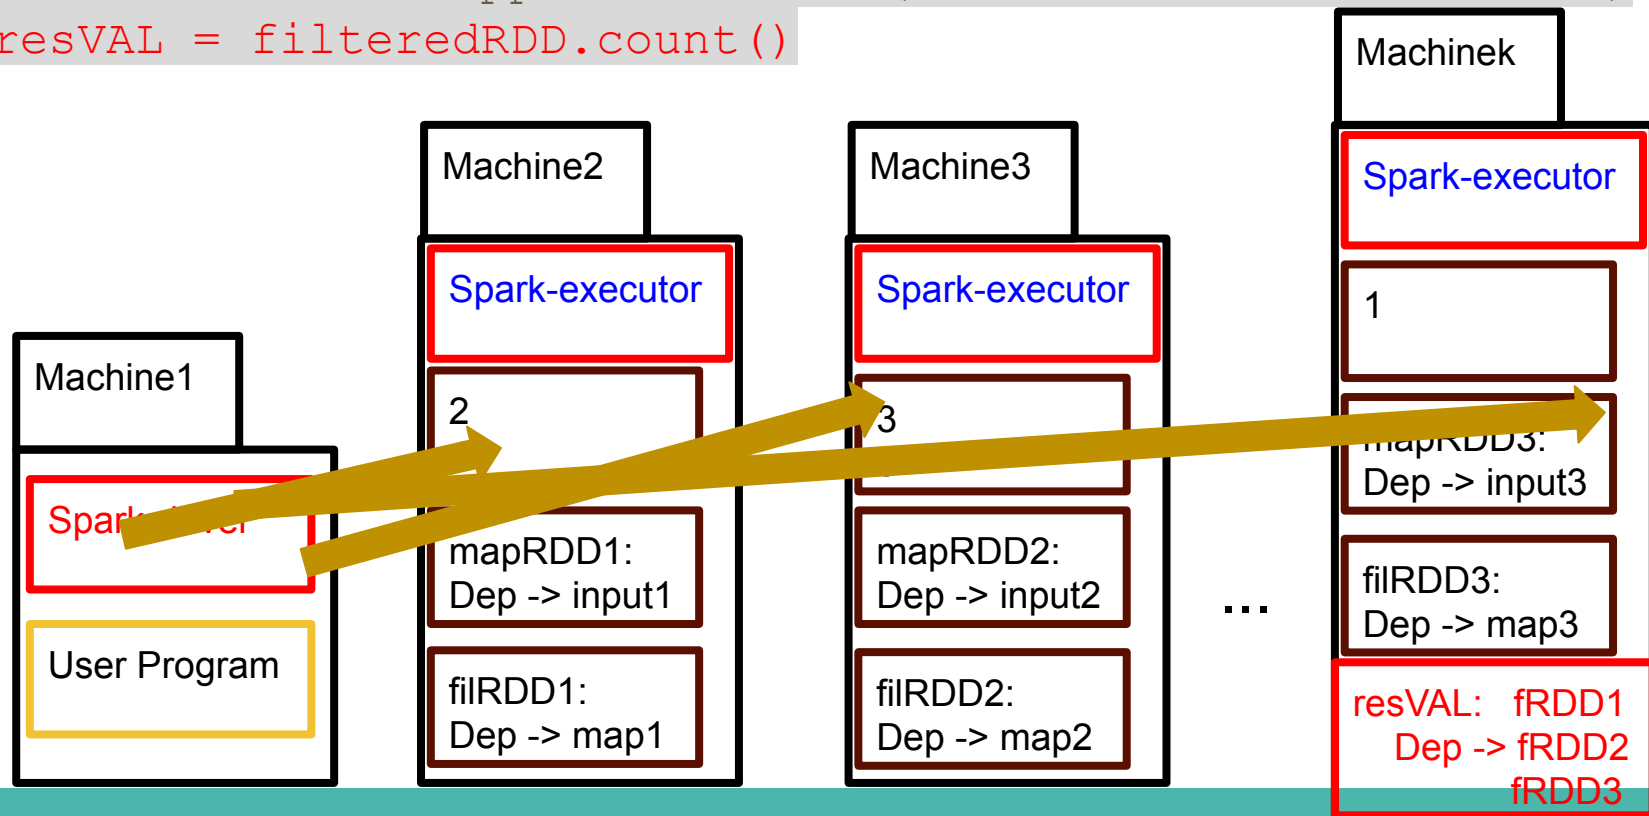 resVAL = filteredRDD.count()
Machinek
Machine2
Machine3
Spark-executor
Spark-executor
Spark-executor
1
Machine1
2
3
mapRDD3:
Dep -> input3
mapRDD1:
Dep -> input1
mapRDD2:
Dep -> input2
...
filRDD3:
Dep -> map3
User Program
filRDD1:
Dep -> map1
filRDD2:
Dep -> map2
resVAL: fRDD1
Dep -> fRDD2
fRDD3